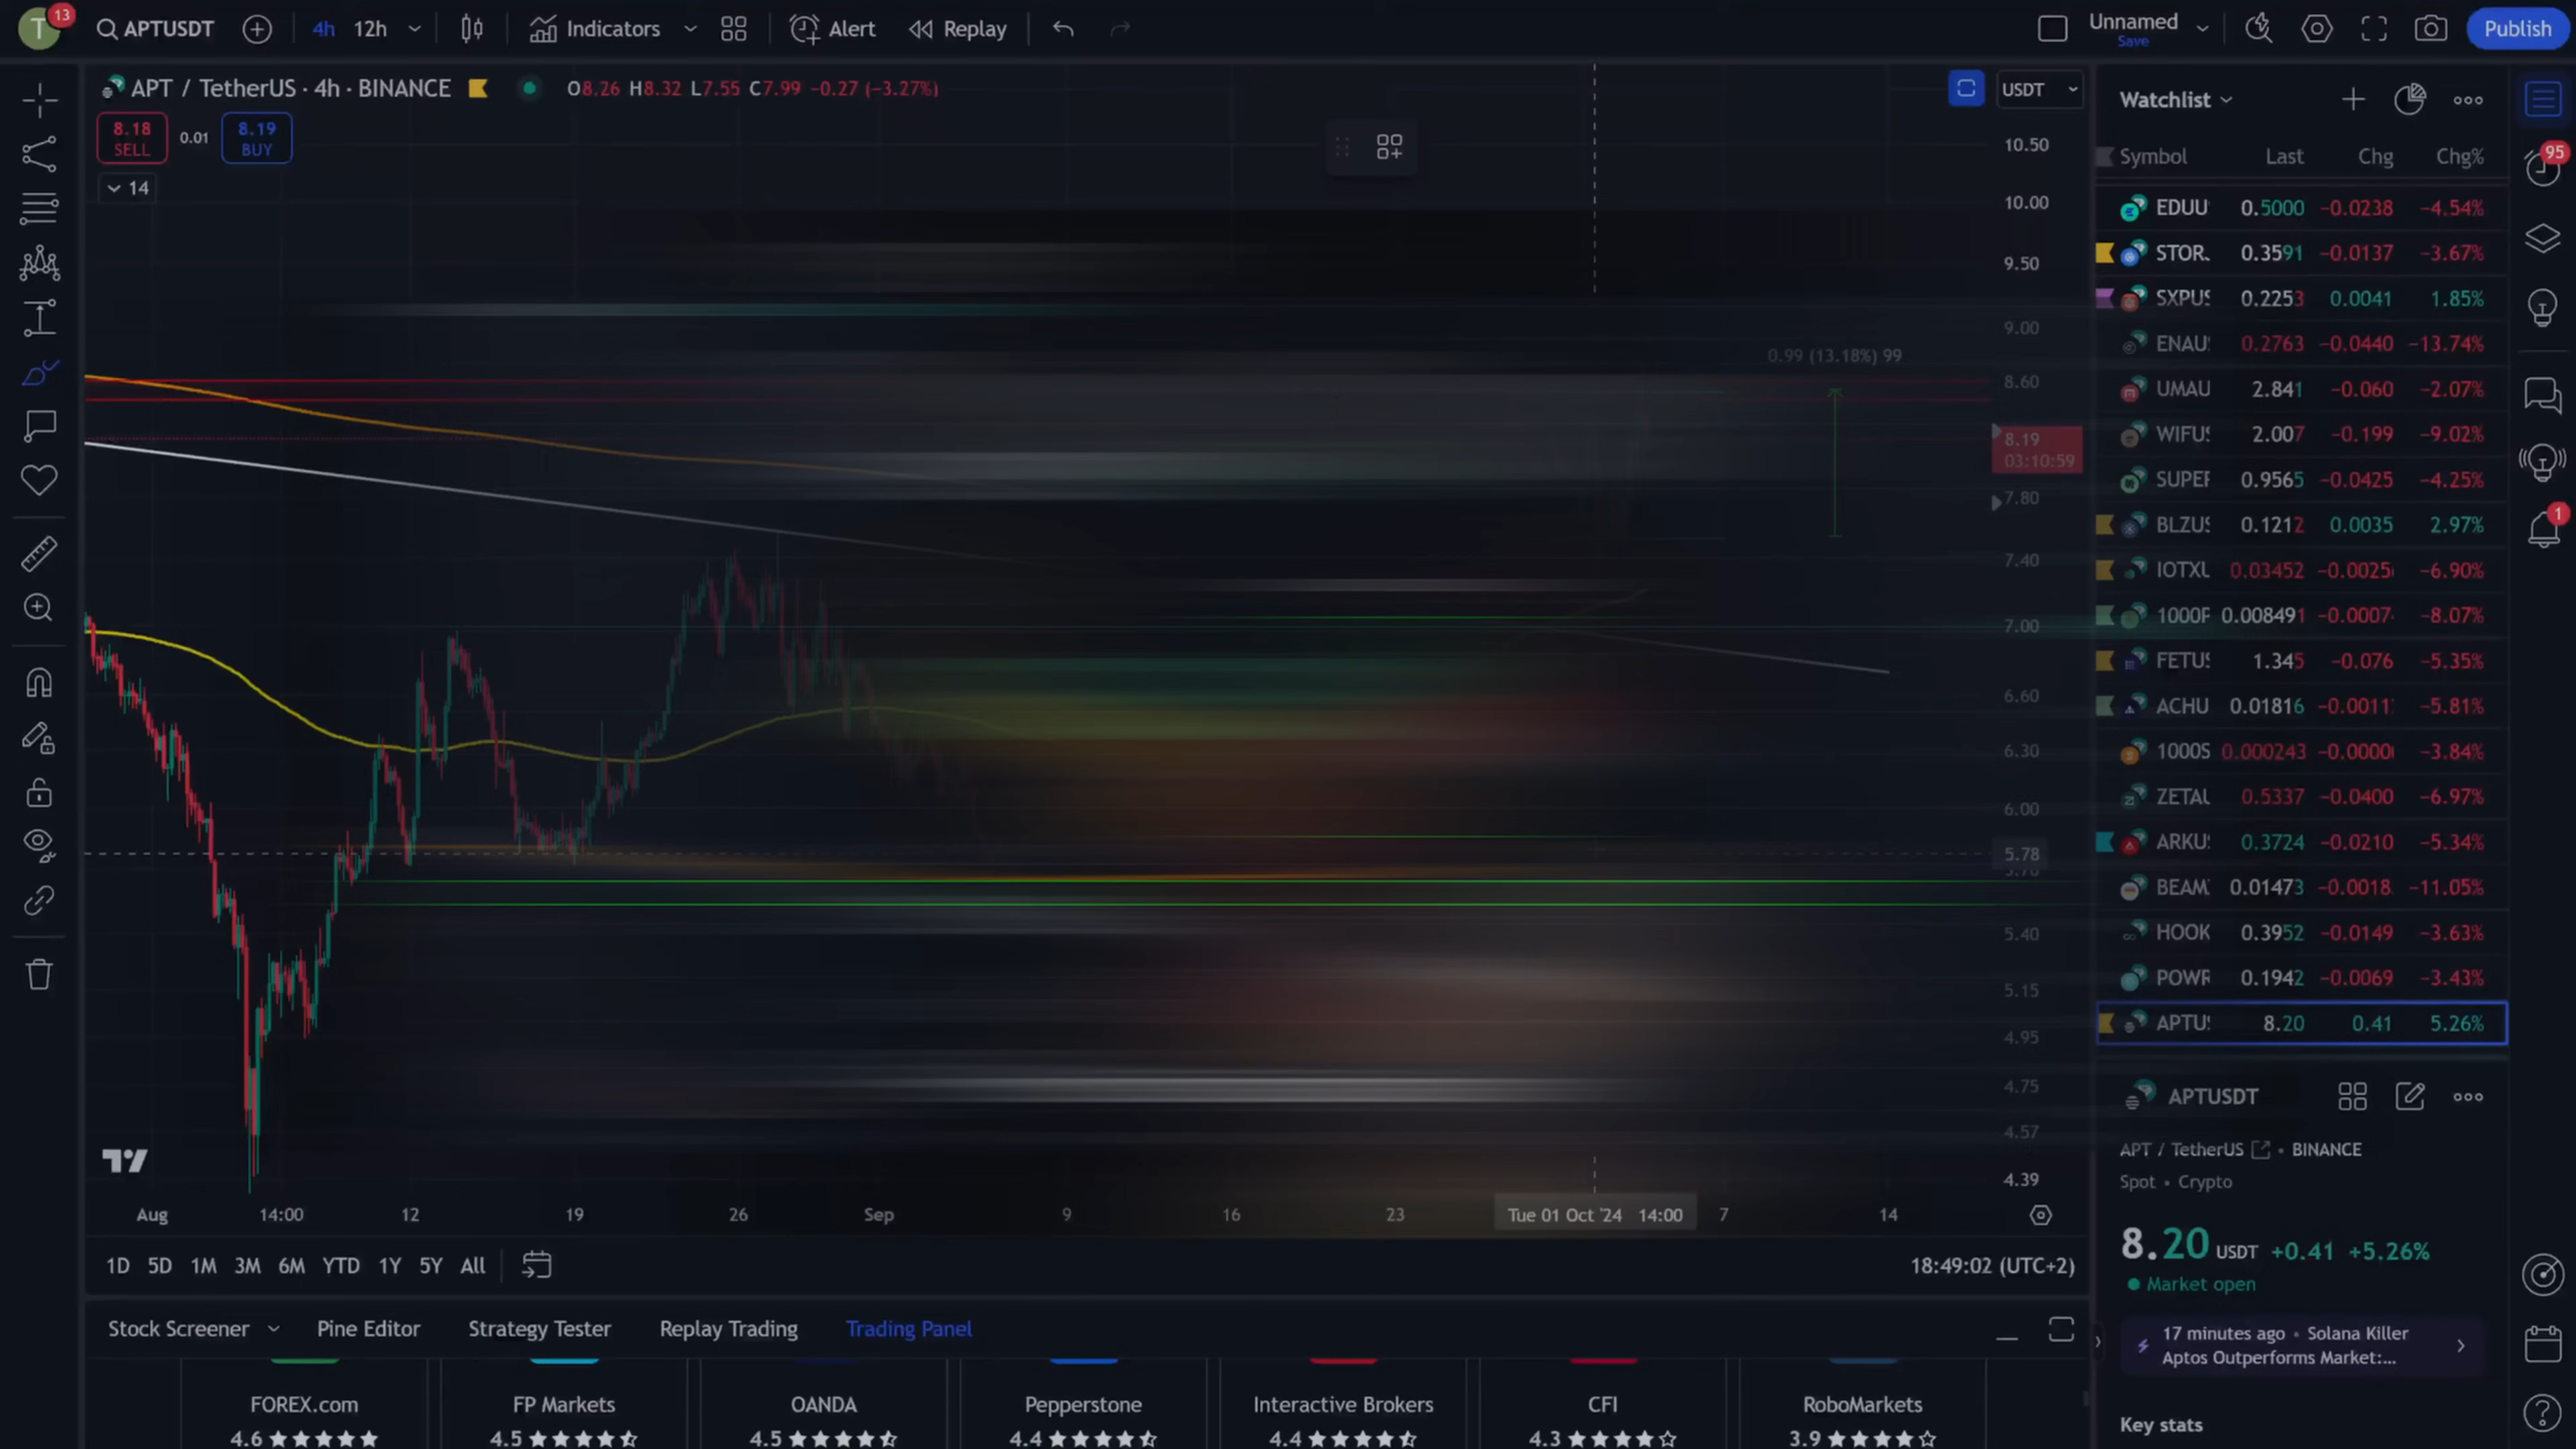 T 13 APTUSDT 4h 12h Indicators Alert Replay Unnamed Save Publish
APT / TetherUS · 4h · BINANCE O8.26 H8.32 L7.55 C7.99 −0.27 (−3.27%)
USDT
8.18 SELL 0.01 8.19 BUY
14
10.50
10.00
9.50
9.00
0.99 (13.18%) 99
8.60
8.19
03:10:59
7.80
7.40
7.00
6.60
6.30
6.00
5.78
5.40
5.15
4.95
4.75
4.57
4.39
Aug 14:00 12 19 26 Sep 9 16 23 Tue 01 Oct '24 14:00 7 14
1D 5D 1M 3M 6M YTD 1Y 5Y All 18:49:02 (UTC+2)
Stock Screener Pine Editor Strategy Tester Replay Trading Trading Panel
FOREX.com FP Markets OANDA Pepperstone Interactive Brokers CFI RoboMarkets
4.6 4.5 4.5 4.4 4.4 4.3 3.9
Watchlist
Symbol Last Chg Chg%
EDUU 0.5000 −0.0238 −4.54%
STOR 0.3591 −0.0137 −3.67%
SXPUS 0.2253 0.0041 1.85%
ENAU 0.2763 −0.0440 −13.74%
UMAU 2.841 −0.060 −2.07%
WIFUS 2.007 −0.199 −9.02%
SUPER 0.9565 −0.0425 −4.25%
BLZUS 0.1212 0.0035 2.97%
IOTXU 0.03452 −0.0025 −6.90%
1000P 0.008491 −0.0007 −8.07%
FETUS 1.345 −0.076 −5.35%
ACHU 0.01816 −0.0011 −5.81%
1000S 0.000243 −0.0000 −3.84%
ZETAU 0.5337 −0.0400 −6.97%
ARKU 0.3724 −0.0210 −5.34%
BEAM 0.01473 −0.0018 −11.05%
HOOK 0.3952 −0.0149 −3.63%
POWR 0.1942 −0.0069 −3.43%
APTUS 8.20 0.41 5.26%
APTUSDT
APT / TetherUS • BINANCE
Spot • Crypto
8.20 USDT +0.41 +5.26%
Market open
17 minutes ago • Solana Killer
Aptos Outperforms Market:...
Key stats
95
1